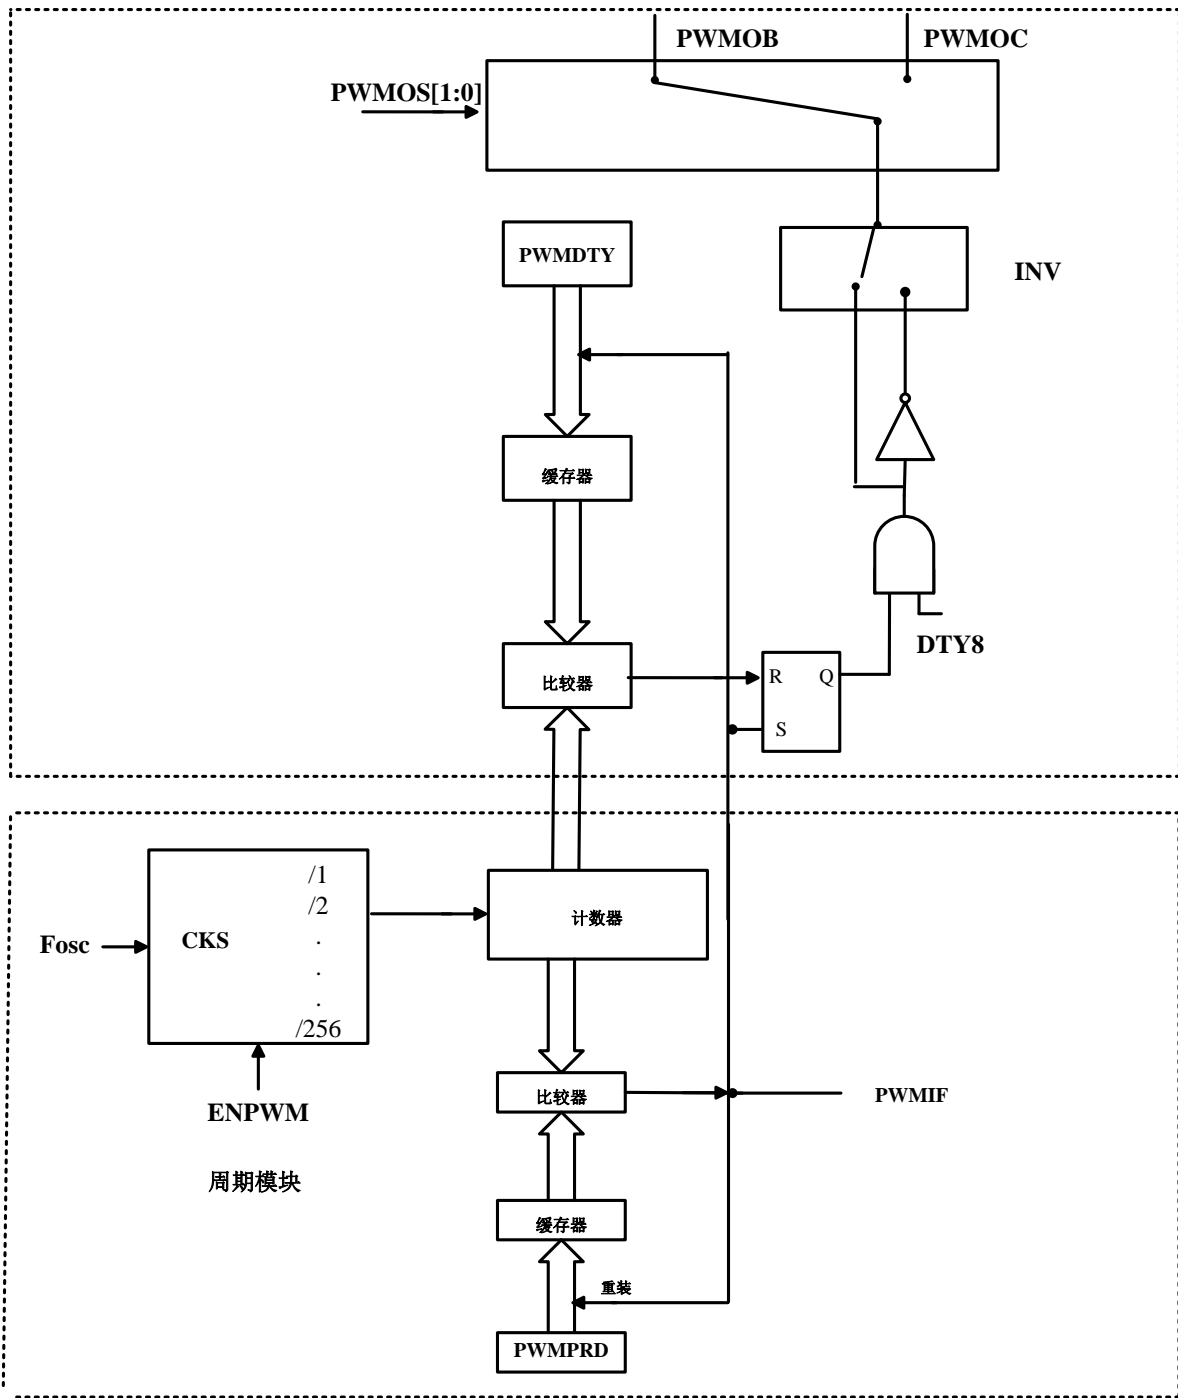 PWMOB
PWMOC
PWMOS[1:0]
PWMDTY
INV
缓存器
DTY8
比较器
R
Q
S
/1
/2
.
.
.
/256
CKS
Fosc
计数器
ENPWM
比较器
PWMIF
周期模块
缓存器
重装
PWMPRD